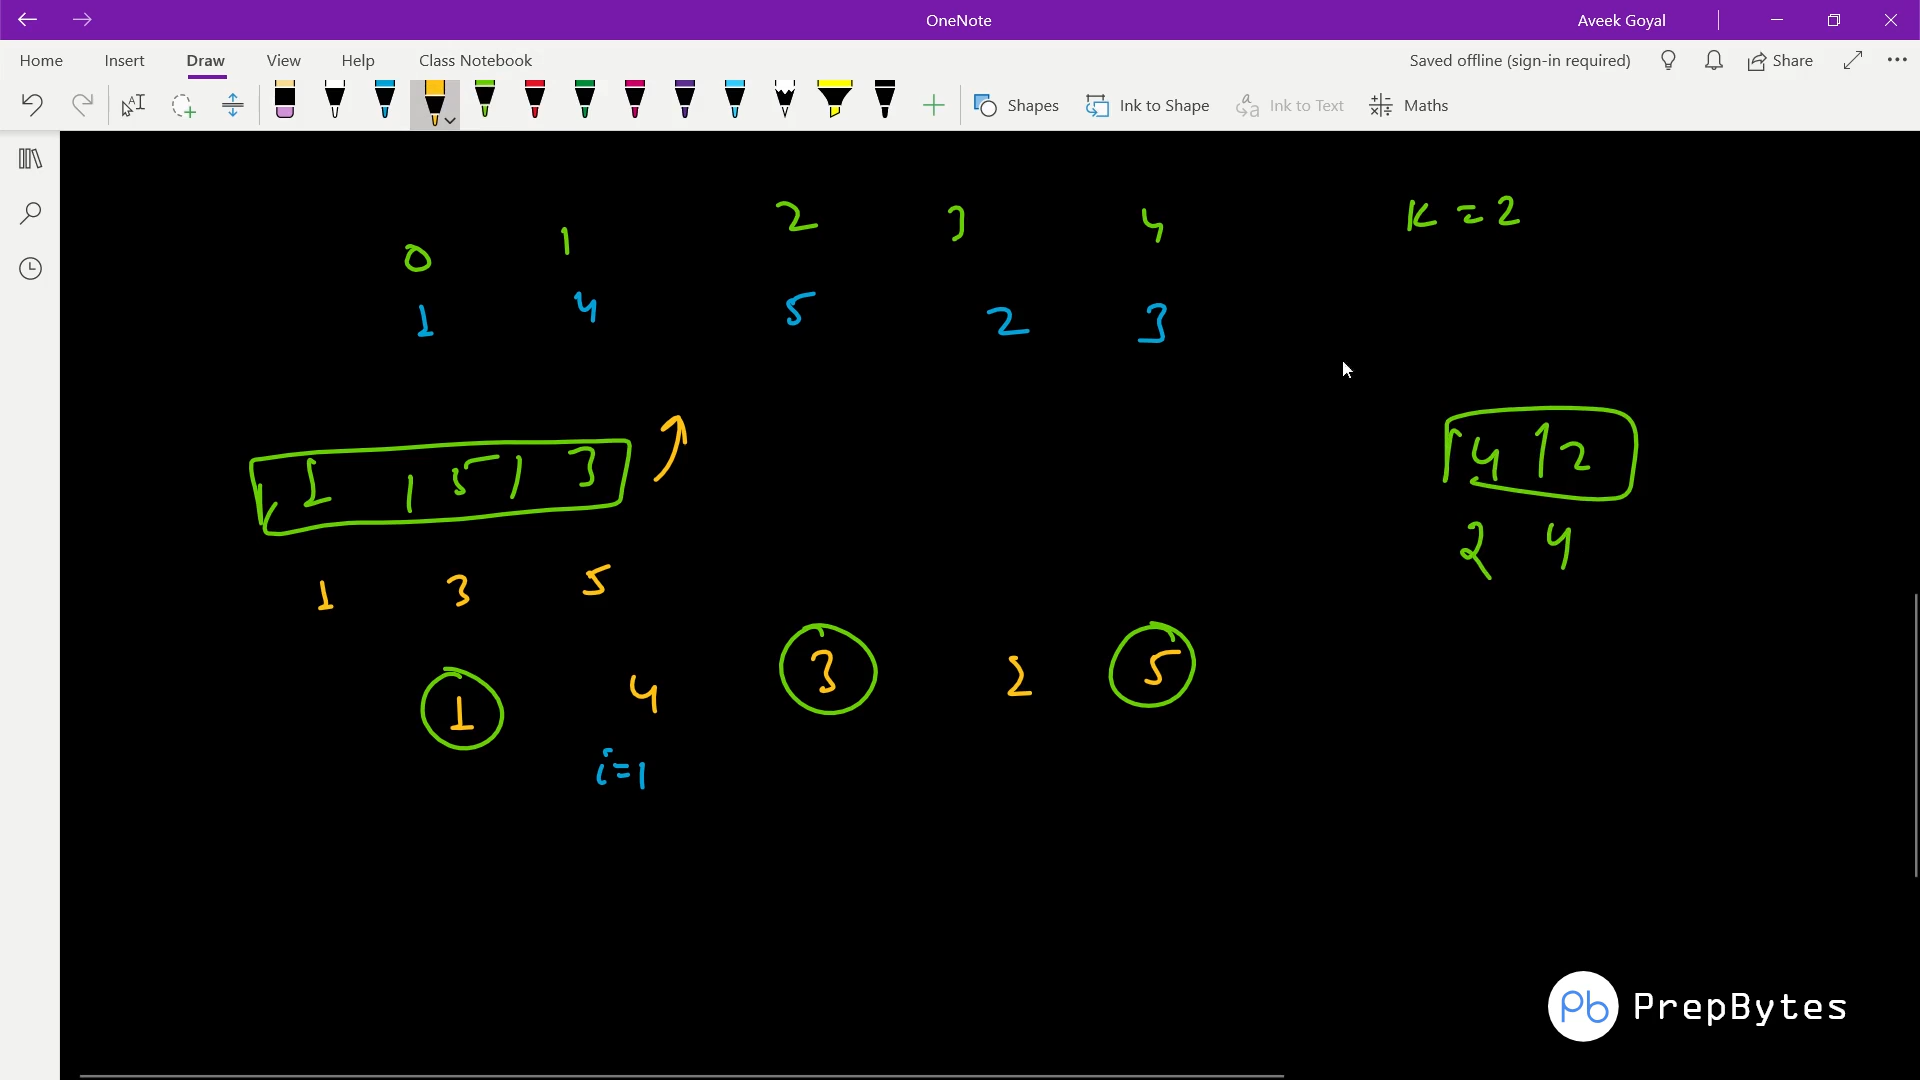 OneNote
Aveek Goyal
Home Insert Draw View Help Class Notebook
Saved offline (sign-in required) Share
Shapes Ink to Shape Ink to Text Maths
0 1 2 3 4 K = 2
1 4 5 2 3
1 | 5 | 3
4 | 2
2 4
1 3 5
1 4 3 2 5
i=1
Pb PrepBytes